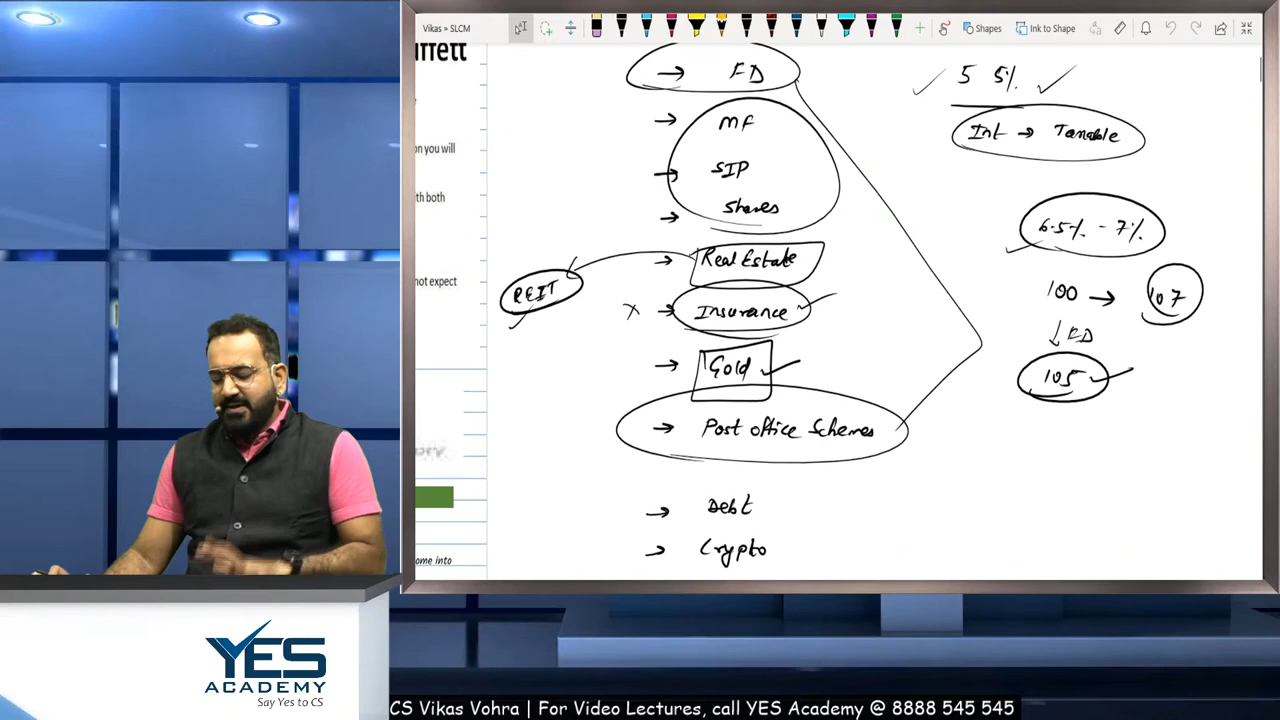 Vikas » SLCM
Shapes
Ink to Shape
ffett
on you will
th both
not expect
ory
ome into
→ FD
→ MF
→ SIP
→ Shares
→ Real Estate
REIT
x → Insurance
→ Gold
→ Post office Schemes
→ Debt
→ Crypto
5 5%
Int → Taxable
6.5% - 7%
100 → 107
↓ FD
105
YES
ACADEMY
Say Yes to CS
CS Vikas Vohra | For Video Lectures, call YES Academy @ 8888 545 545